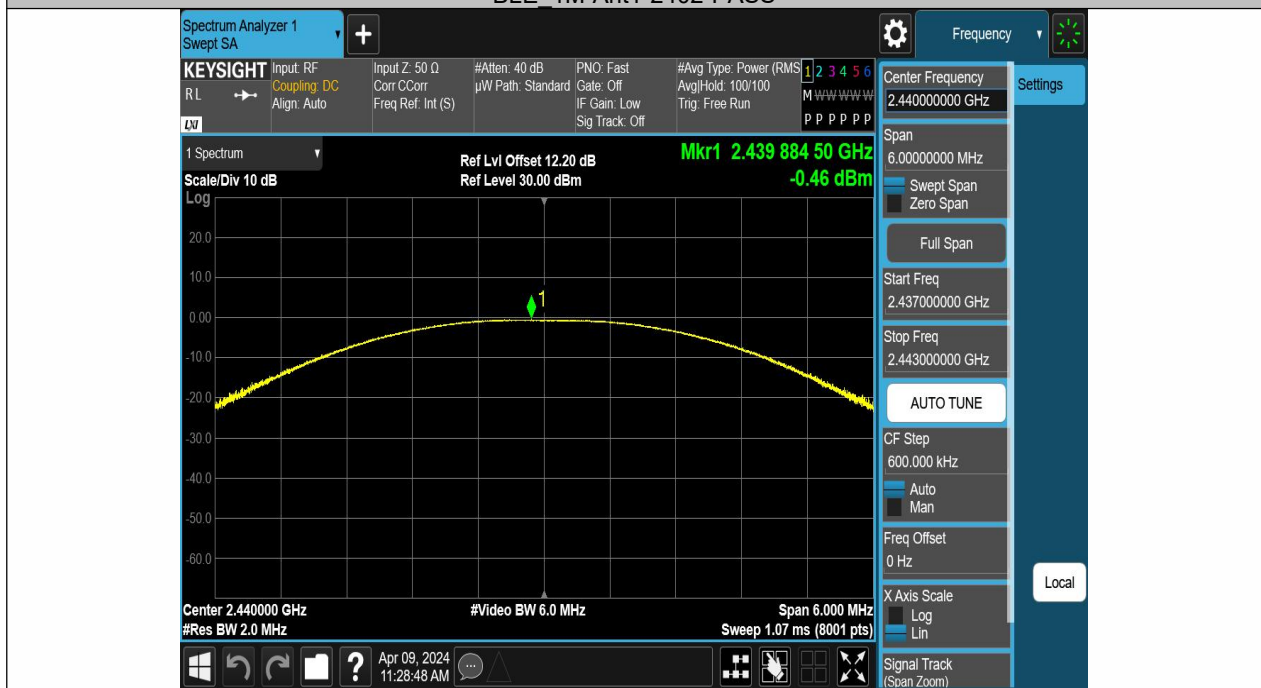 Spectrum Analyzer 1
Swept SA
Frequency
KEYSIGHT
RL
LXI
Input: RF
Coupling: DC
Align: Auto
Input Z: 50 Ω
Corr CCorr
Freq Ref: Int (S)
#Atten: 40 dB
µW Path: Standard
PNO: Fast
Gate: Off
IF Gain: Low
Sig Track: Off
#Avg Type: Power (RMS
Avg|Hold: 100/100
Trig: Free Run
1 2 3 4 5 6
M W W W W W
P P P P P P
1 Spectrum
Scale/Div 10 dB
Log
Ref Lvl Offset 12.20 dB
Ref Level 30.00 dBm
Mkr1 2.439 884 50 GHz
-0.46 dBm
20.0
10.0
0.00
-10.0
-20.0
-30.0
-40.0
-50.0
-60.0
1
Center 2.440000 GHz
#Res BW 2.0 MHz
#Video BW 6.0 MHz
Span 6.000 MHz
Sweep 1.07 ms (8001 pts)
Apr 09, 2024
11:28:48 AM
Center Frequency
2.440000000 GHz
Settings
Span
6.00000000 MHz
Swept Span
Zero Span
Full Span
Start Freq
2.437000000 GHz
Stop Freq
2.443000000 GHz
AUTO TUNE
CF Step
600.000 kHz
Auto
Man
Freq Offset
0 Hz
Local
X Axis Scale
Log
Lin
Signal Track
(Span Zoom)